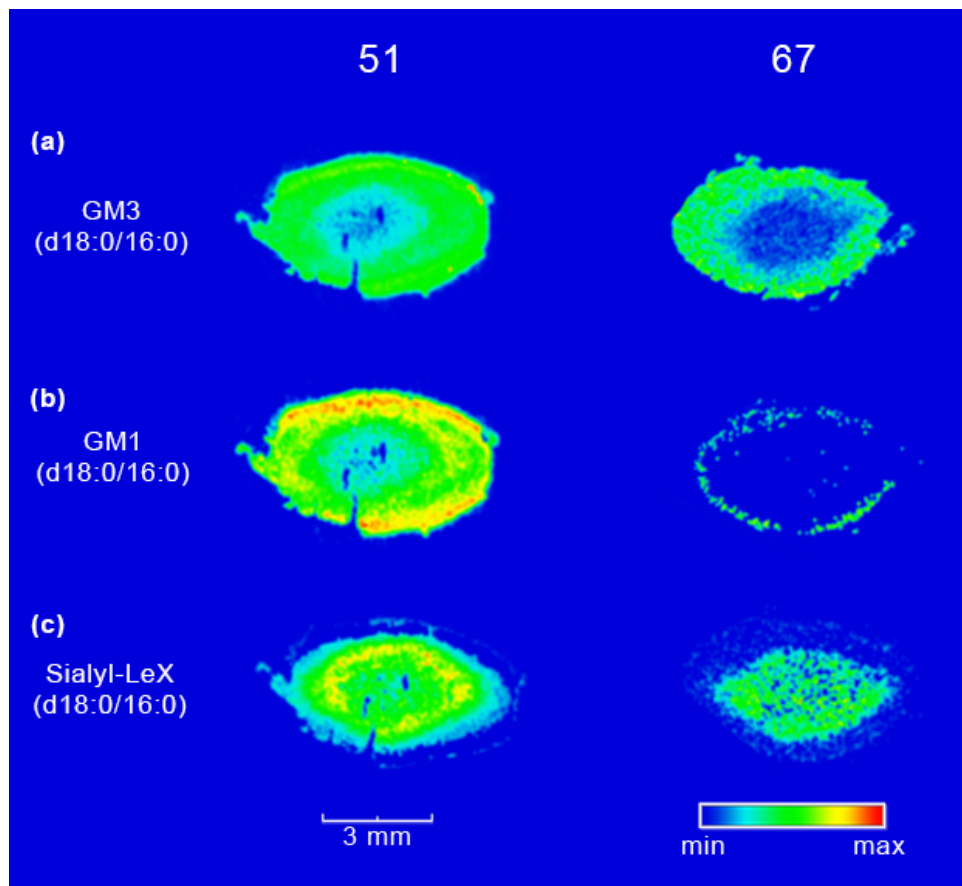 51
67
(a)
GM3
(d18:0/16:0)
(b)
GM1
(d18:0/16:0)
(c)
Sialyl-LeX
(d18:0/16:0)
3 mm
min
max